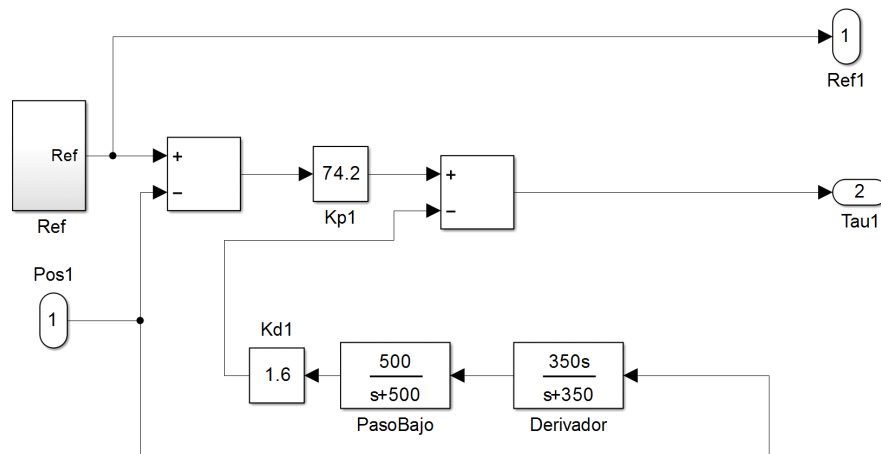 1
Ref1
Ref
+
−
74.2
+
−
2
Ref
Kp1
Tau1
Pos1
1
Kd1
1.6
500
s+500
350s
s+350
PasoBajo
Derivador